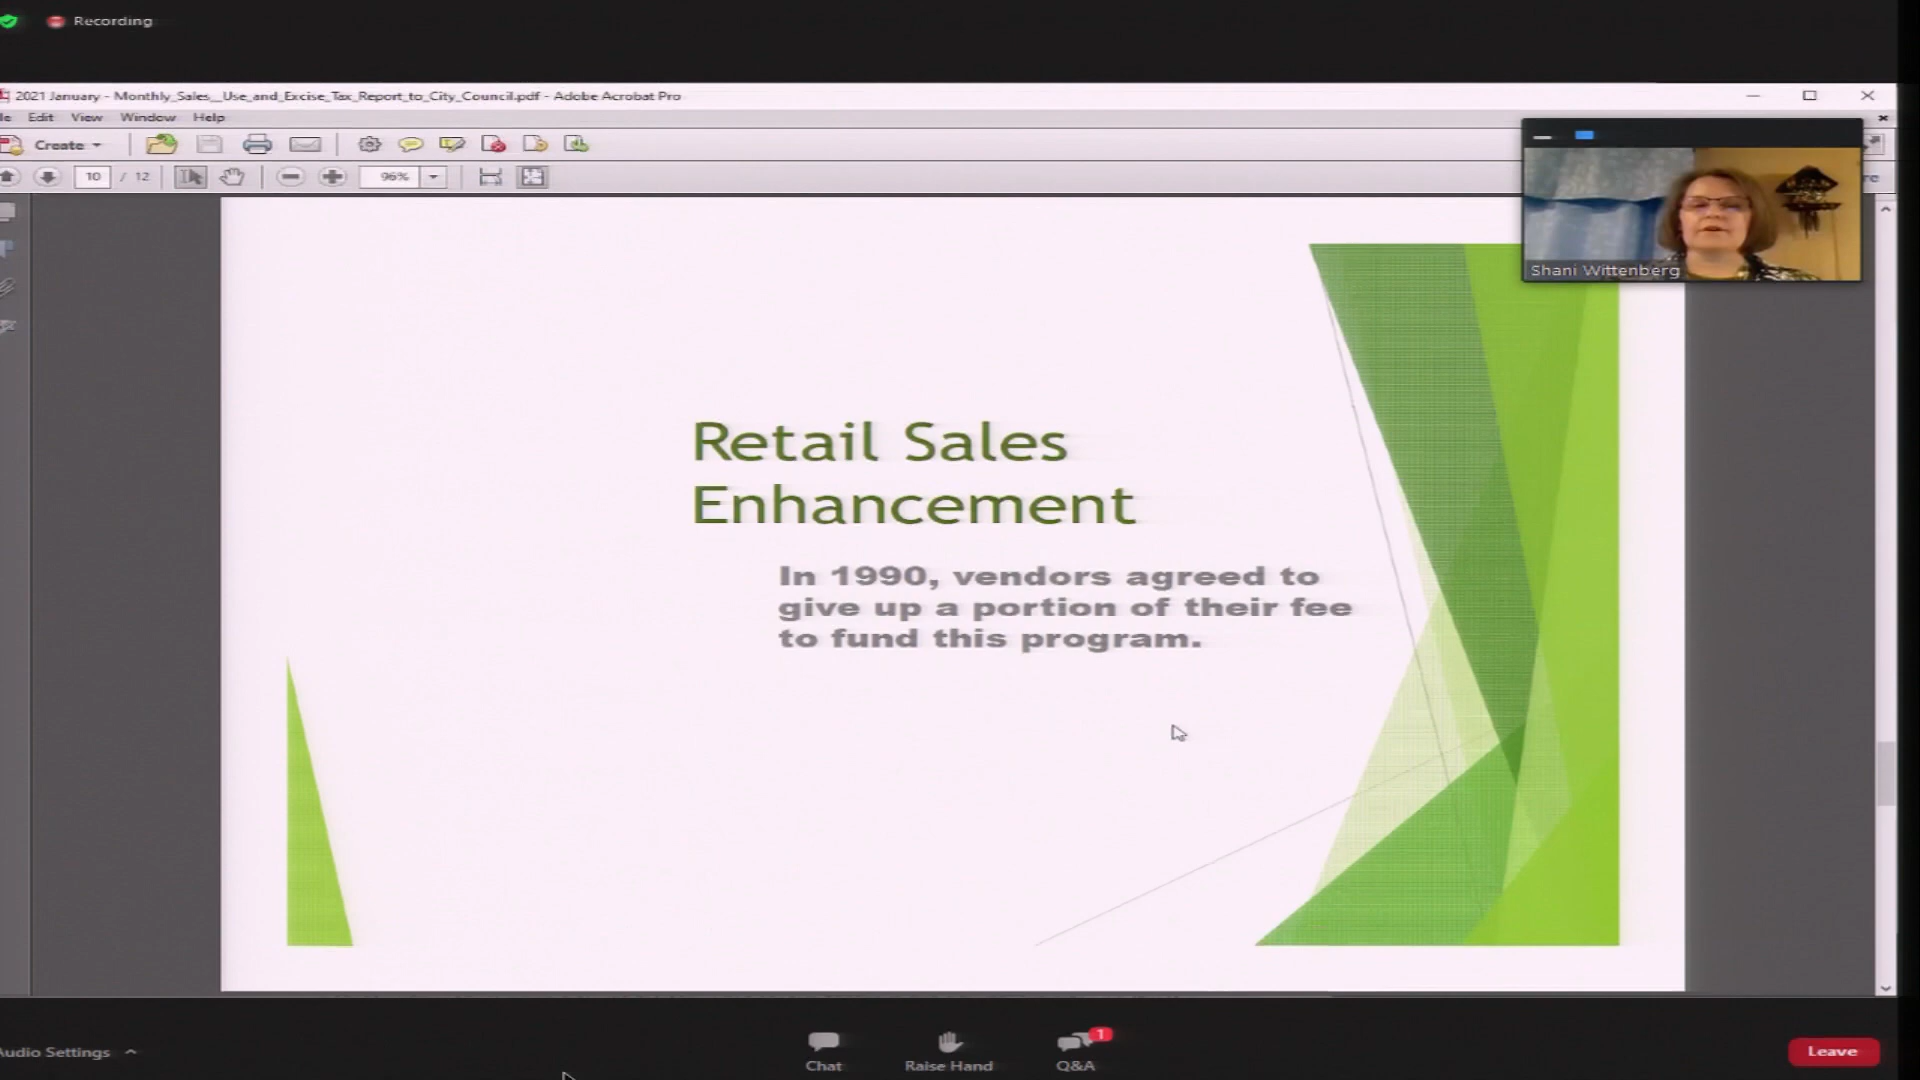 Recording
2021 January - Monthly_Sales__Use_and_Excise_Tax_Report_to_City_Council.pdf - Adobe Acrobat Pro
Edit View Window Help
Create
10 / 12 96%
Shani Wittenberg
Retail Sales
Enhancement
In 1990, vendors agreed to
give up a portion of their fee
to fund this program.
Audio Settings
Chat
Raise Hand
1
Q&A
Leave